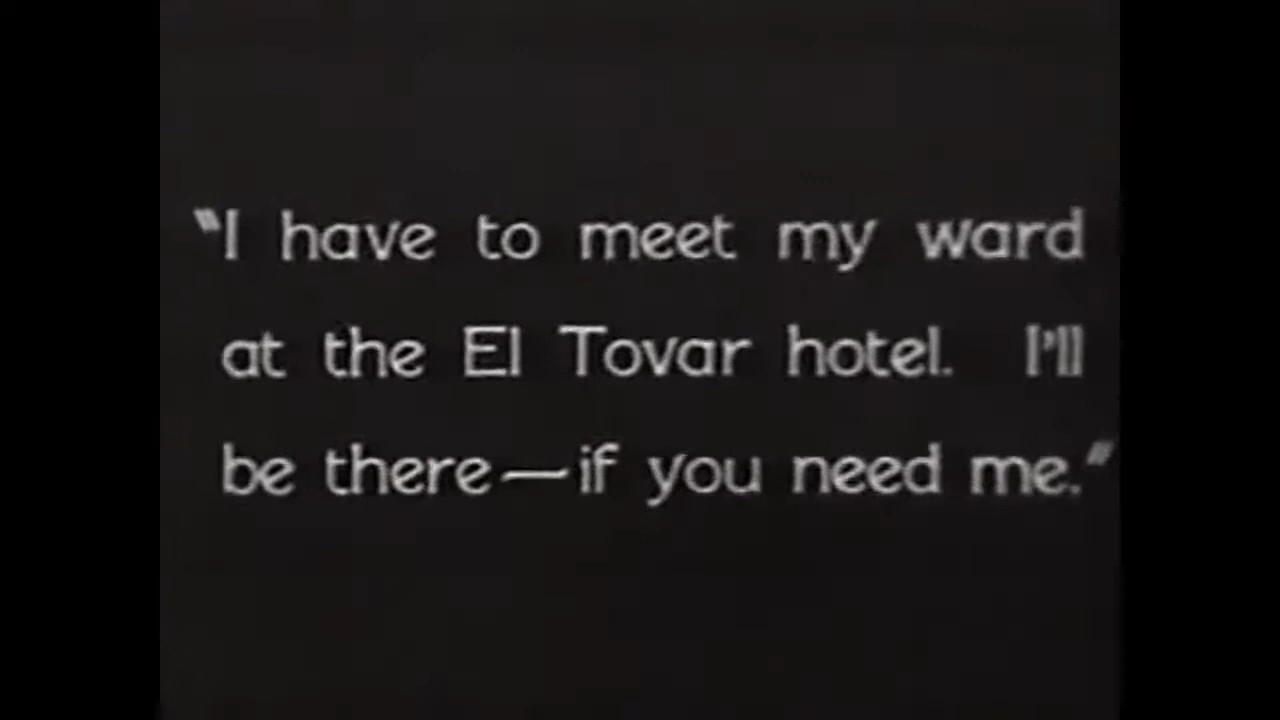 "I have to meet my ward
at the El Tovar hotel. I'll
be there—if you need me."